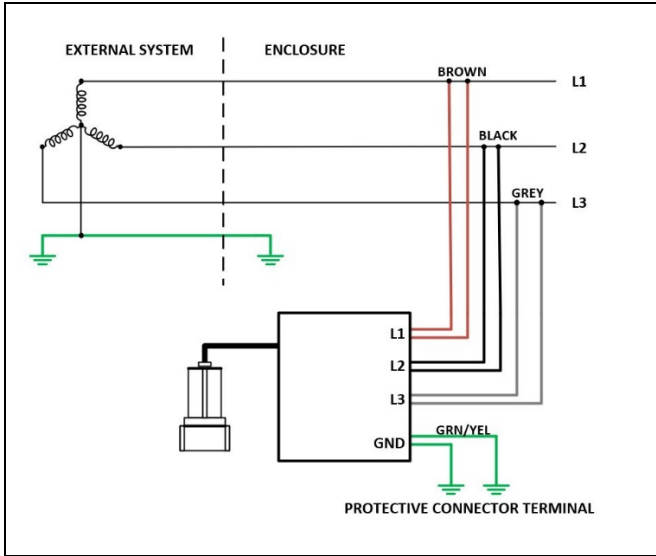 EXTERNAL SYSTEM
ENCLOSURE
BROWN
L1
BLACK
L2
GREY
L3
L1
L2
L3
GRN/YEL
GND
PROTECTIVE CONNECTOR TERMINAL